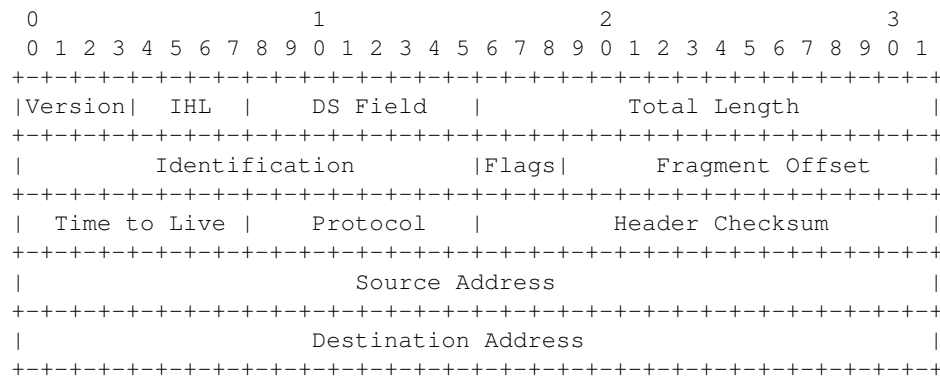 0                   1                   2                   3
0 1 2 3 4 5 6 7 8 9 0 1 2 3 4 5 6 7 8 9 0 1 2 3 4 5 6 7 8 9 0 1
+-+-+-+-+-+-+-+-+-+-+-+-+-+-+-+-+-+-+-+-+-+-+-+-+-+-+-+-+-+-+-+-+
|Version|  IHL  |    DS Field   |          Total Length         |
+-+-+-+-+-+-+-+-+-+-+-+-+-+-+-+-+-+-+-+-+-+-+-+-+-+-+-+-+-+-+-+-+
|         Identification        |Flags|      Fragment Offset    |
+-+-+-+-+-+-+-+-+-+-+-+-+-+-+-+-+-+-+-+-+-+-+-+-+-+-+-+-+-+-+-+-+
|  Time to Live |    Protocol   |         Header Checksum       |
+-+-+-+-+-+-+-+-+-+-+-+-+-+-+-+-+-+-+-+-+-+-+-+-+-+-+-+-+-+-+-+-+
|                       Source Address                          |
+-+-+-+-+-+-+-+-+-+-+-+-+-+-+-+-+-+-+-+-+-+-+-+-+-+-+-+-+-+-+-+-+
|                    Destination Address                        |
+-+-+-+-+-+-+-+-+-+-+-+-+-+-+-+-+-+-+-+-+-+-+-+-+-+-+-+-+-+-+-+-+